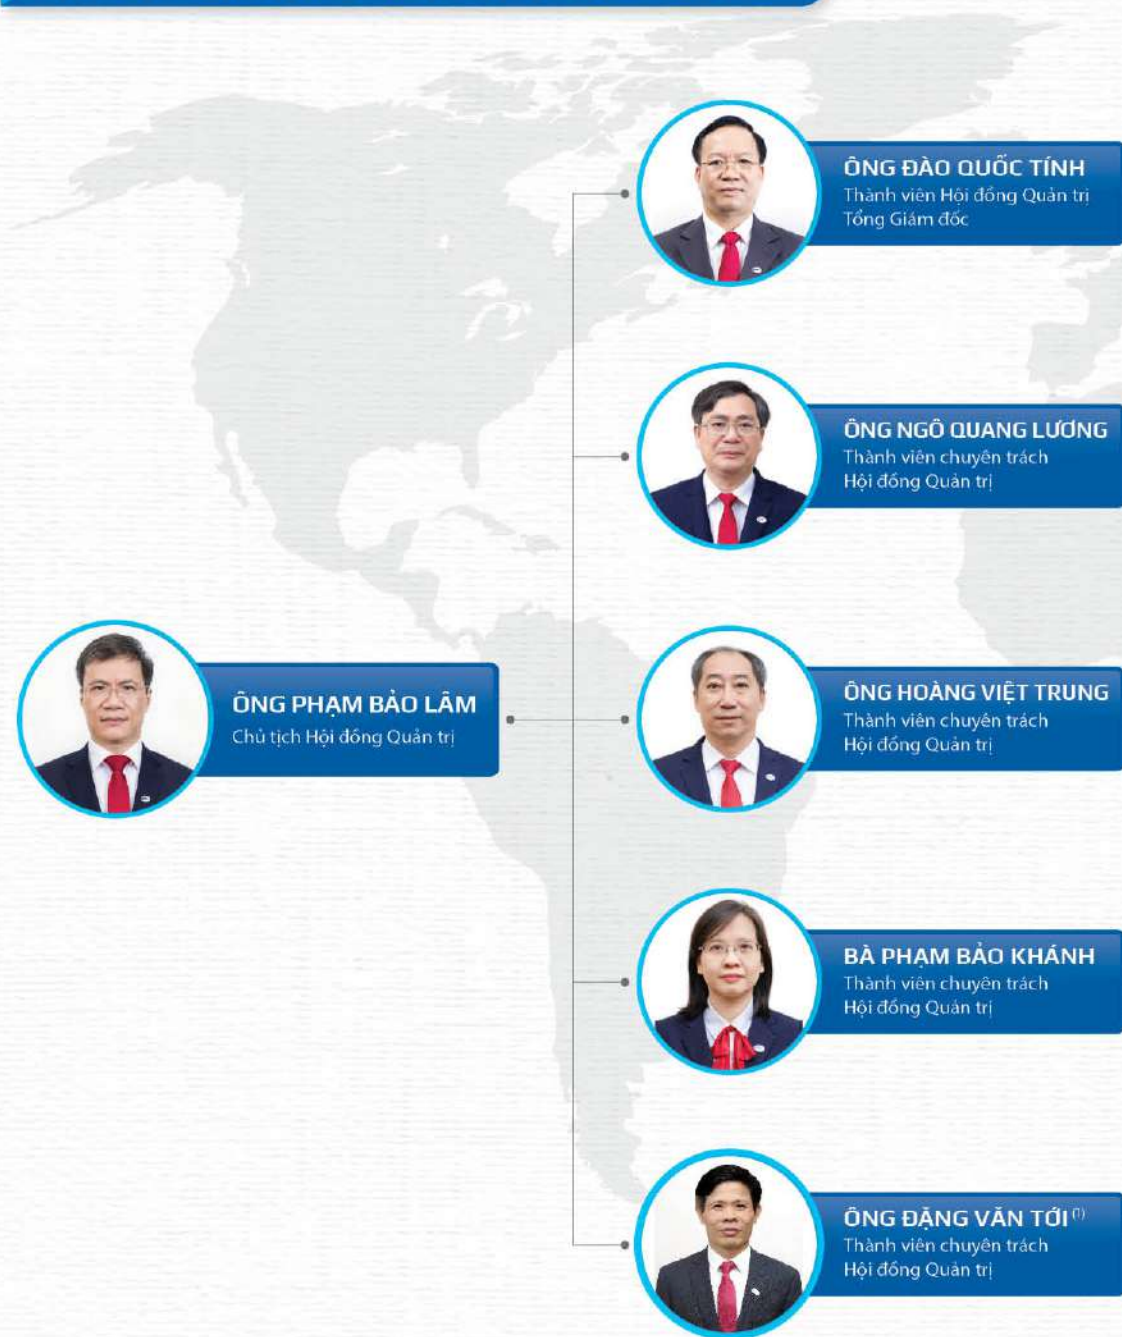 ÔNG ĐÀO QUỐC TÍNH
Thành viên Hội đồng Quản trị
Tổng Giám đốc
ÔNG NGÔ QUANG LƯƠNG
Thành viên chuyên trách
Hội đồng Quản trị
ÔNG PHẠM BẢO LÂM
Chủ tịch Hội đồng Quản trị
ÔNG HOÀNG VIỆT TRUNG
Thành viên chuyên trách
Hội đồng Quản trị
BÀ PHẠM BẢO KHÁNH
Thành viên chuyên trách
Hội đồng Quản trị
ÔNG ĐẶNG VĂN TỚI (1)
Thành viên chuyên trách
Hội đồng Quản trị